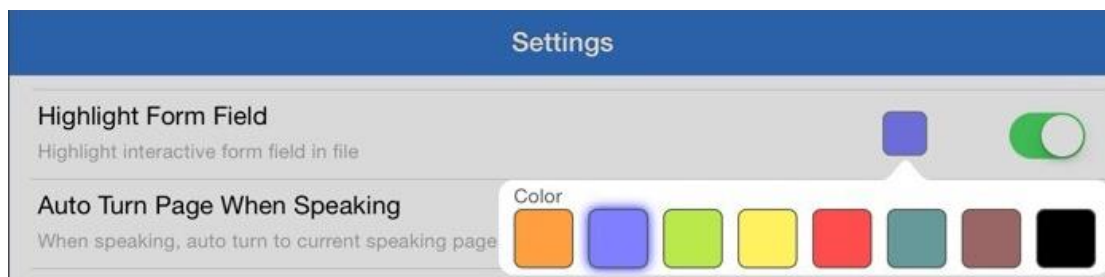 Settings
Highlight Form Field
Highlight interactive form field in file
Auto Turn Page When Speaking
Color
When speaking, auto turn to current speaking page